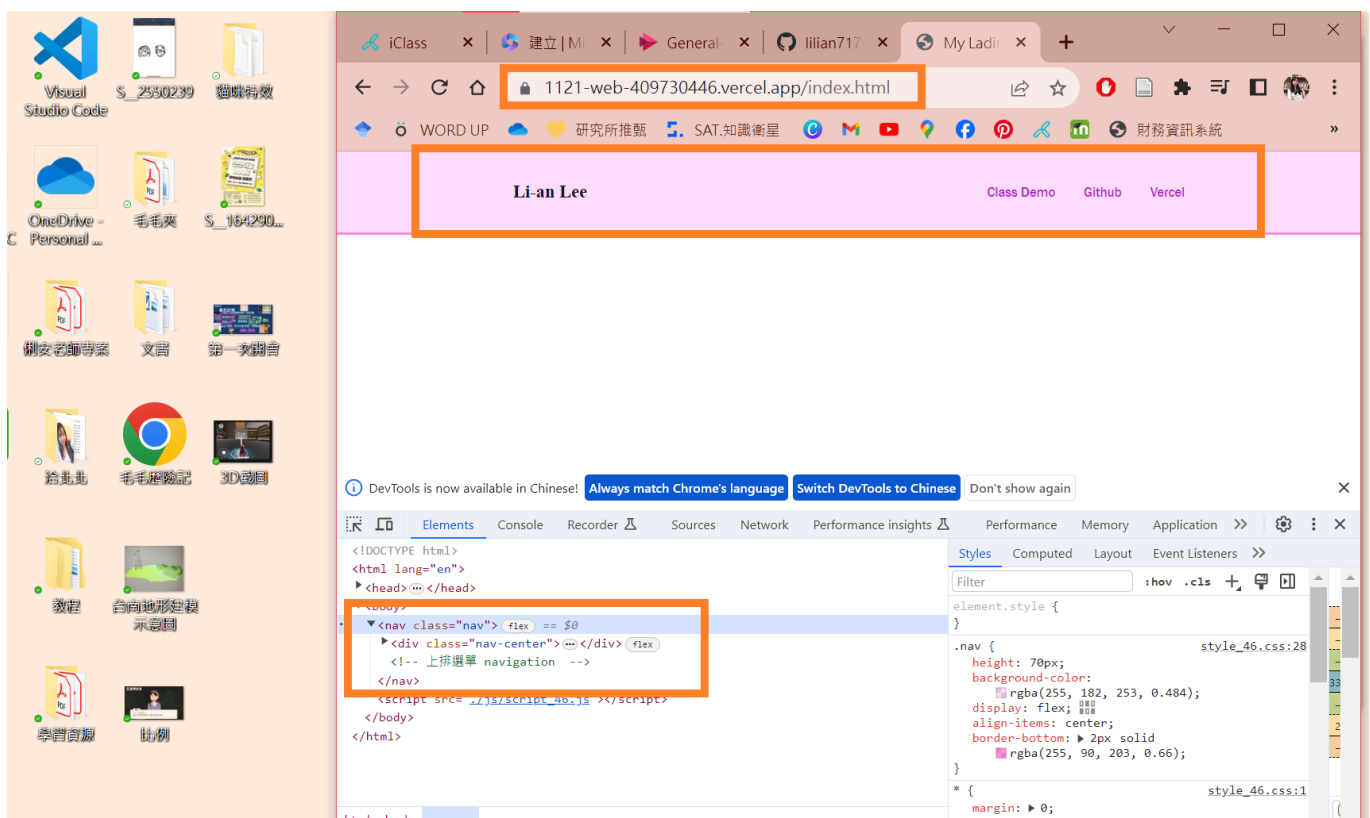 Visual Studio Code
S__2550239
貓咪特效
OneDrive - Personal ...
毛毛夾
S__164290...
俐安老師專案
文書
第一次開會
洽北北
毛毛歷險記
3D截圖
教程
台南地形建模示意圖
學習資源
比例
iClass
建立 | Mi
General-
lilian717
My Ladin
1121-web-409730446.vercel.app/index.html
WORD UP
研究所推甄
SAT.知識衛星
財務資訊系統
»
Li-an Lee
Class Demo Github Vercel
DevTools is now available in Chinese! Always match Chrome's language Switch DevTools to Chinese Don't show again
Elements Console Recorder Sources Network Performance insights Performance Memory Application
<!DOCTYPE html>
<html lang="en">
<head> ⋯ </head>
<body>
<nav class="nav"> flex == $0
<div class="nav-center"> ⋯ </div> flex
<!-- 上排選單 navigation -->
</nav>
<script src="./js/script_46.js"></script>
</body>
</html>
Styles Computed Layout Event Listeners
Filter :hov .cls
element.style {
}
.nav { style_46.css:28
height: 70px;
background-color:
rgba(255, 182, 253, 0.484);
display: flex;
align-items: center;
border-bottom: 2px solid
rgba(255, 90, 203, 0.66);
}
* { style_46.css:1
margin: 0;